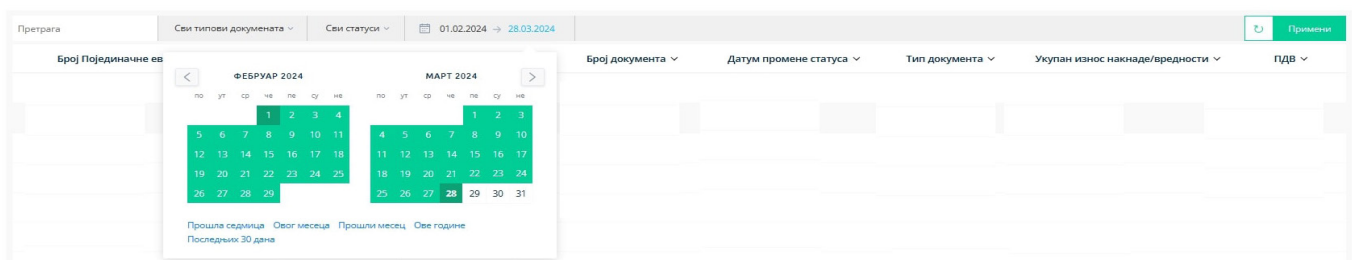 Претрага Сви типови документа Сви статуси 01.02.2024 → 28.03.2024 Примени
Број Појединачне ев Број документа Датум промене статуса Тип документа Укупан износ накнаде/вредности ПДВ
ФЕБРУАР 2024 МАРТ 2024
по ут ср че пе су не по ут ср че пе су не
1 2 3 4 1 2 3
5 6 7 8 9 10 11 4 5 6 7 8 9 10
12 13 14 15 16 17 18 11 12 13 14 15 16 17
19 20 21 22 23 24 25 18 19 20 21 22 23 24
26 27 28 29 25 26 27 28 29 30 31
Прошла седмица Овог месеца Прошли месец Ове године
Последњих 30 дана